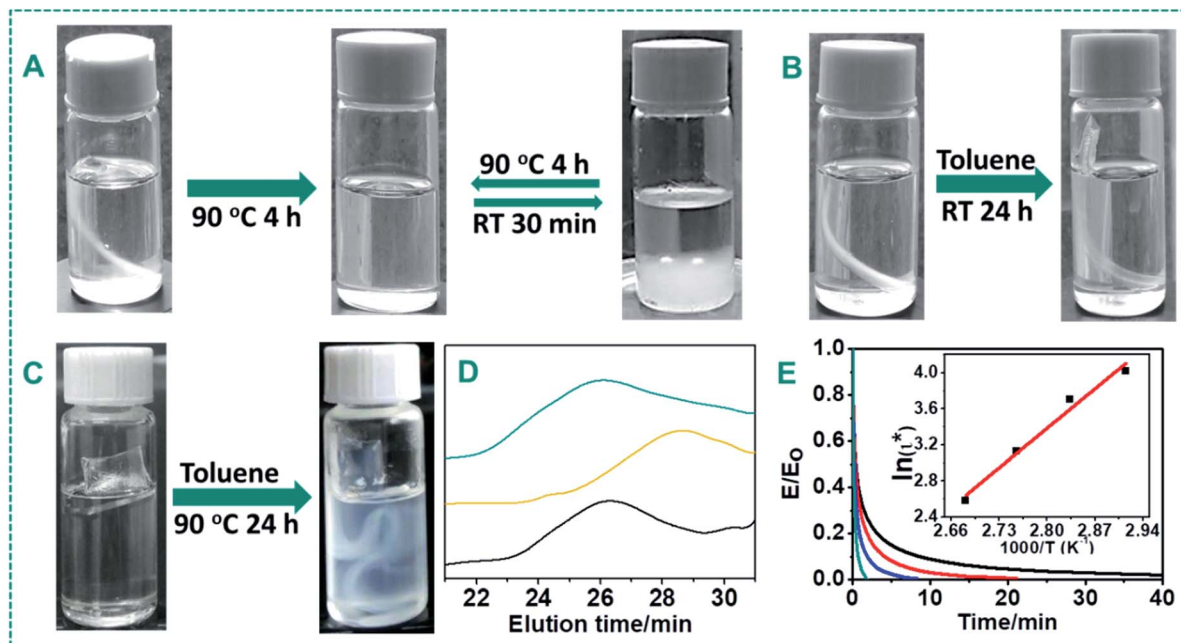 A
90 °C 4 h
90 °C 4 h
RT 30 min
B
Toluene
RT 24 h
C
Toluene
90 °C 24 h
D
22 24 26 28 30
Elution time/min
E
E/E₀
1.0
0.8
0.6
0.4
0.2
0.0
0 10 20 30 40
Time/min
ln(τ*)
4.0
3.6
3.2
2.8
2.4
2.66 2.73 2.80 2.87 2.94
1000/T (K⁻¹)